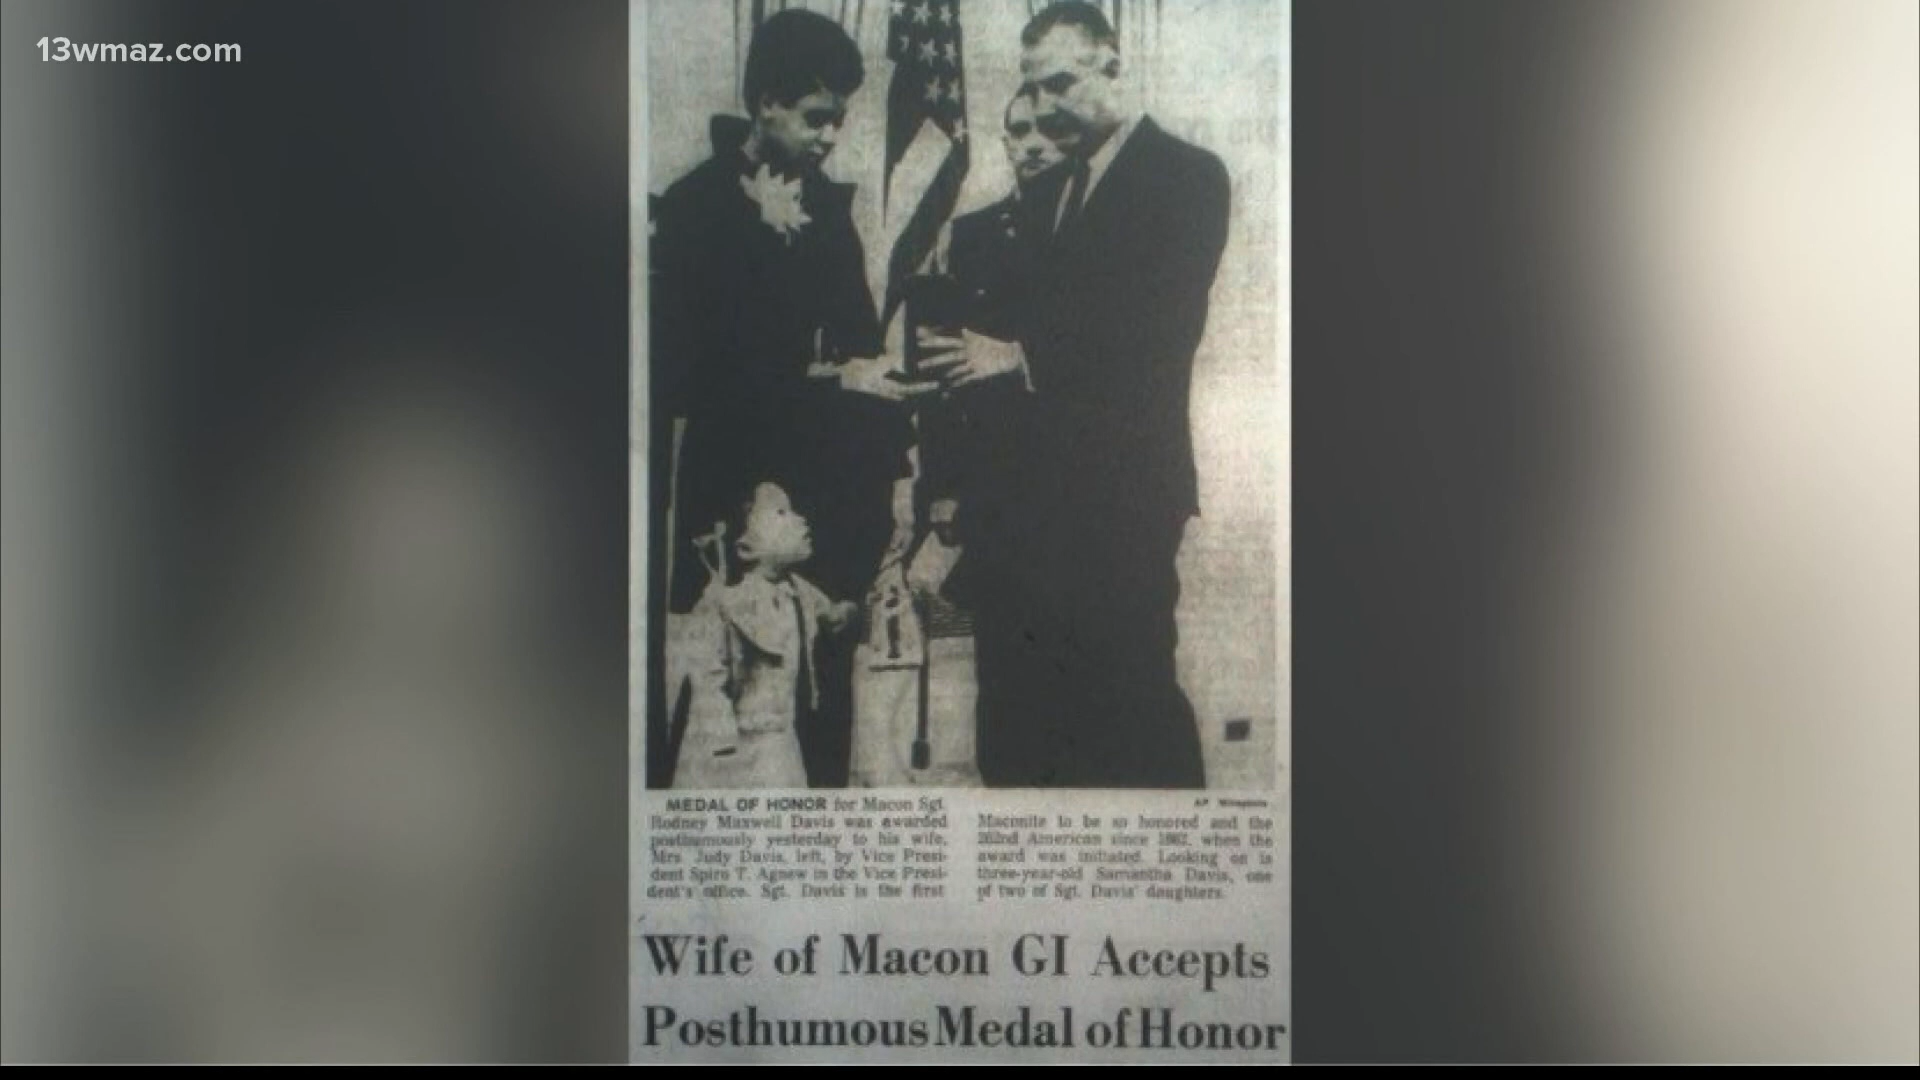 13wmaz.com
AP Wirephoto
MEDAL OF HONOR for Macon Sgt.
Rodney Maxwell Davis was awarded
posthumously yesterday to his wife,
Mrs. Judy Davis, left, by Vice Presi-
dent Spiro T. Agnew in the Vice Presi-
dent's office. Sgt. Davis is the first
Maconite to be so honored and the
American since 1862, when the
award was initiated. Looking on is
three-year-old Samantha Davis, one
of two of Sgt. Davis' daughters.
Wife of Macon GI Accepts
Posthumous Medal of Honor